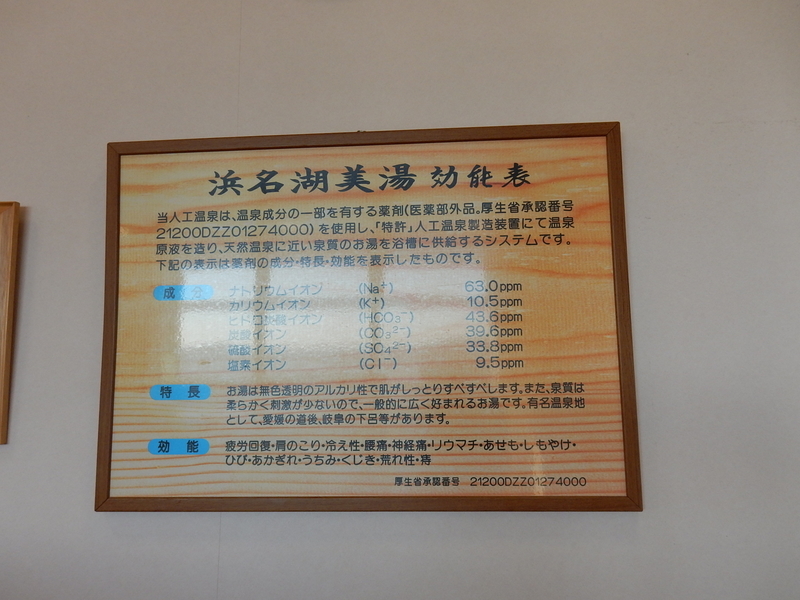 浜名湖美湯 効能表
当人工温泉は、温泉成分の一部を有する薬剤(医薬部外品。厚生省承認番号
21200DZZ01274000)を使用し、「特許」人工温泉製造装置にて温泉
原液を造り、天然温泉に近い泉質のお湯を浴槽に供給するシステムです。
下記の表示は薬剤の成分・特長・効能を表示したものです。
成 分 ナトリウムイオン (Na⁺) 63.0ppm
カリウムイオン (K⁺) 10.5ppm
ヒドロ炭酸イオン (HCO₃⁻) 43.6ppm
炭酸イオン (CO₃²⁻) 39.6ppm
硫酸イオン (SO₄²⁻) 33.8ppm
塩素イオン (Cl⁻) 9.5ppm
特 長 お湯は無色透明のアルカリ性で肌がしっとりすべすべします。また、泉質は
柔らかく刺激が少ないので、一般的に広く好まれるお湯です。有名温泉地
として、愛媛の道後、岐阜の下呂等があります。
効 能 疲労回復・肩のこり・冷え性・腰痛・神経痛・リウマチ・あせも・しもやけ・
ひび・あかぎれ・うちみ・くじき・荒れ性・痔
厚生省承認番号 21200DZZ01274000